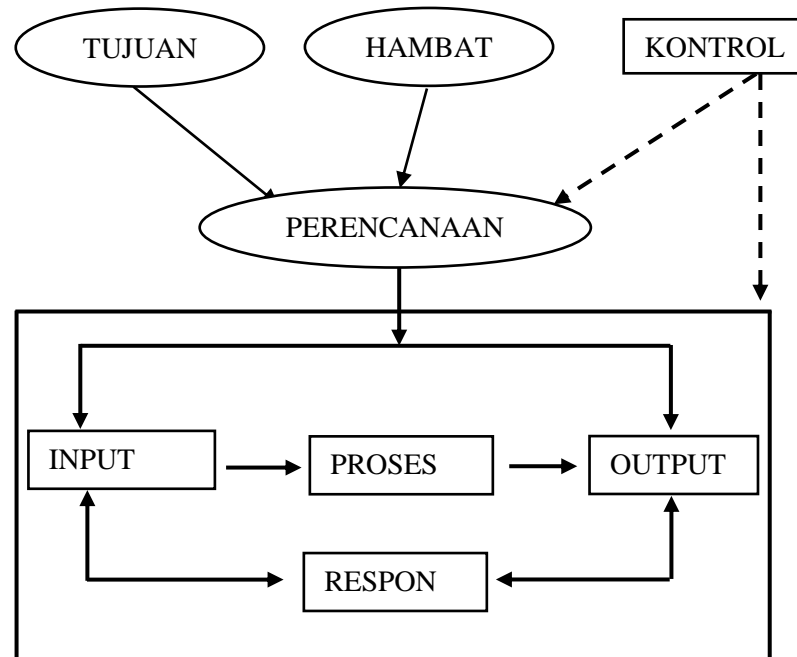 TUJUAN
HAMBAT
KONTROL
PERENCANAAN
INPUT
PROSES
OUTPUT
RESPON